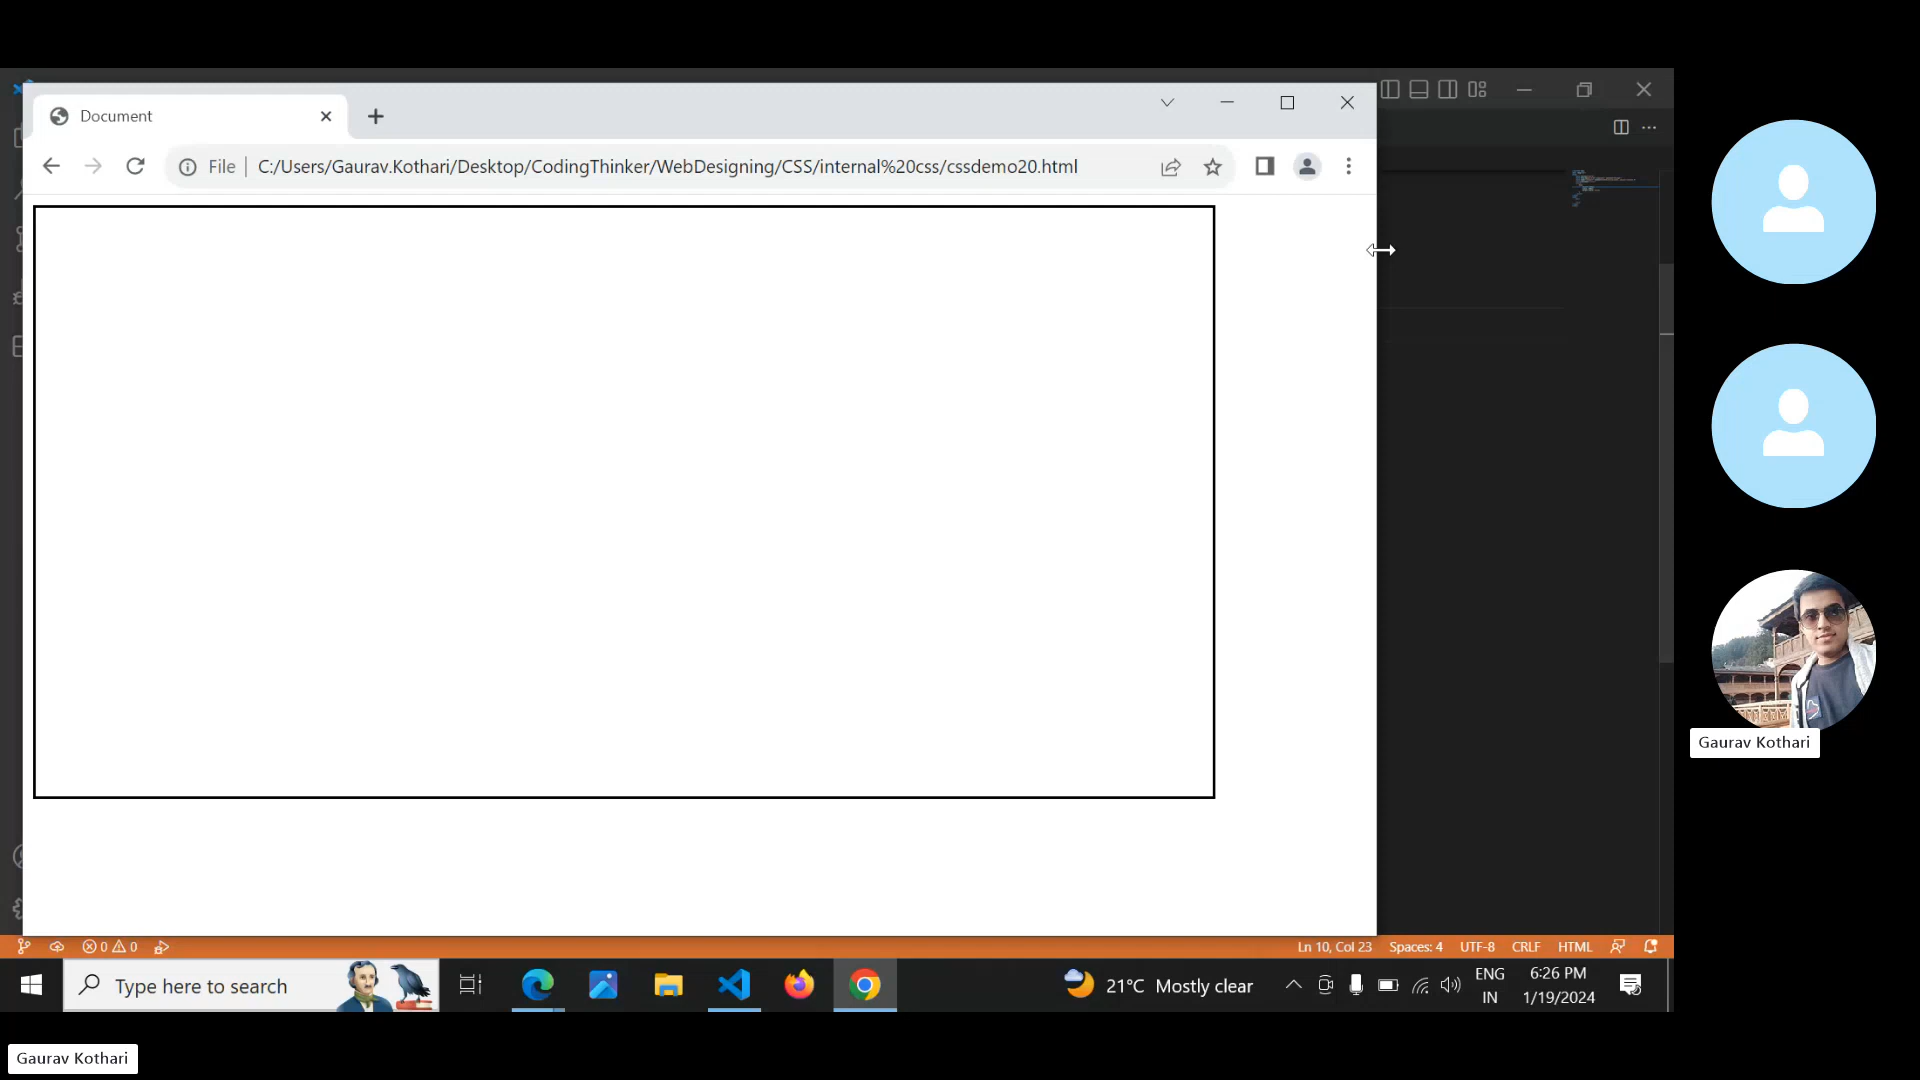 Document
File
C:/Users/Gaurav.Kothari/Desktop/CodingThinker/WebDesigning/CSS/internal%20css/cssdemo20.html
Gaurav Kothari
0 0
Ln 10, Col 23 Spaces: 4 UTF-8 CRLF HTML
Type here to search
21°C Mostly clear
ENG
IN
6:26 PM
1/19/2024
Gaurav Kothari